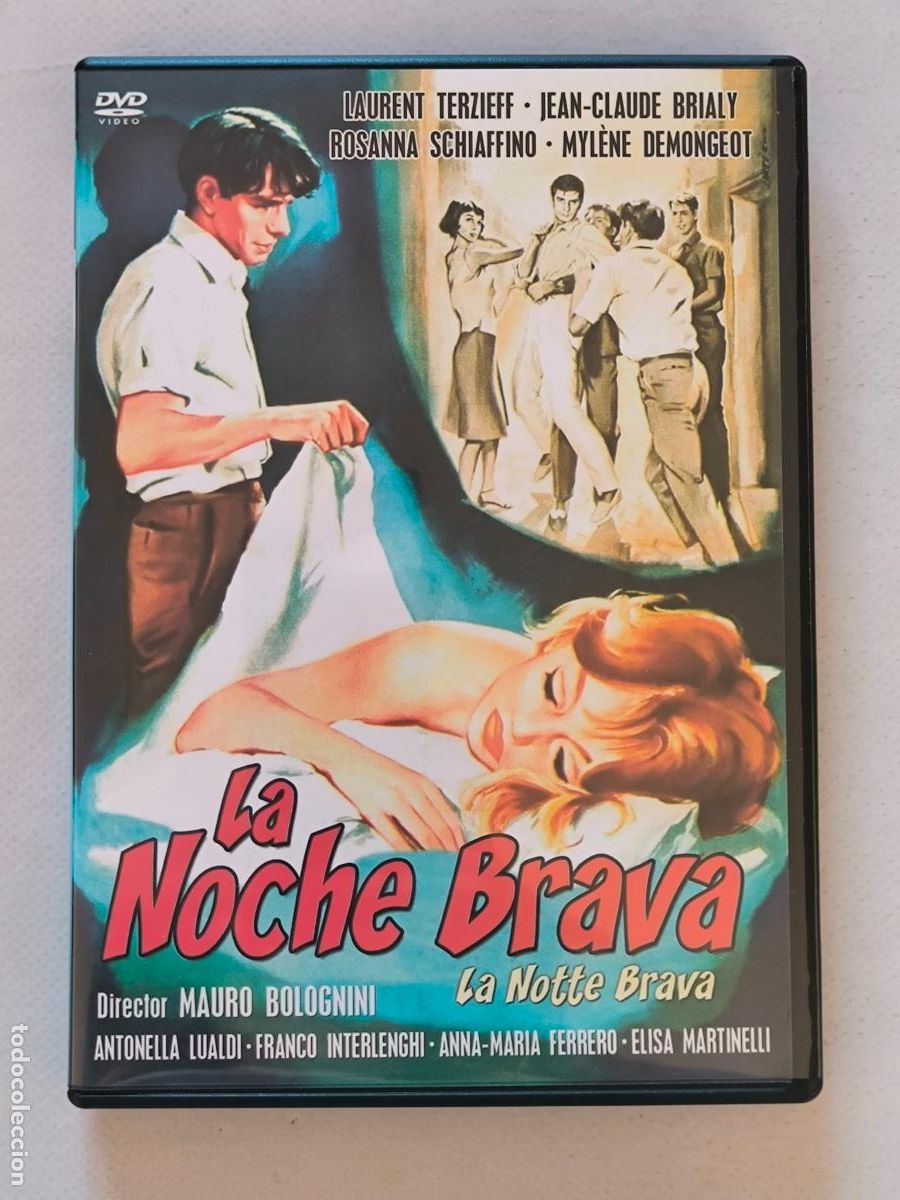 DVD
VIDEO
LAURENT TERZIEFF · JEAN-CLAUDE BRIALY
ROSANNA SCHIAFFINO · MYLÈNE DEMONGEOT
La
Noche Brava
La Notte Brava
Director MAURO BOLOGNINI
ANTONELLA LUALDI · FRANCO INTERLENGHI · ANNA-MARIA FERRERO · ELISA MARTINELLI
todocoleccion